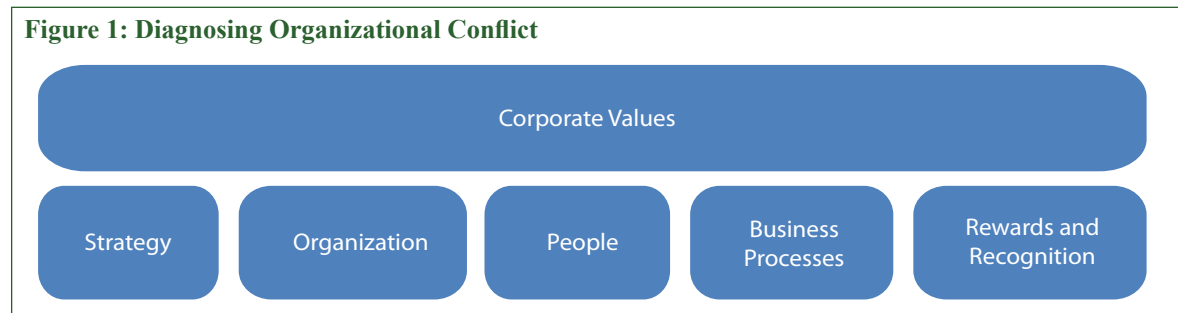 Figure 1: Diagnosing Organizational Conflict
Corporate Values
Strategy
Organization
People
Business
Processes
Rewards and
Recognition